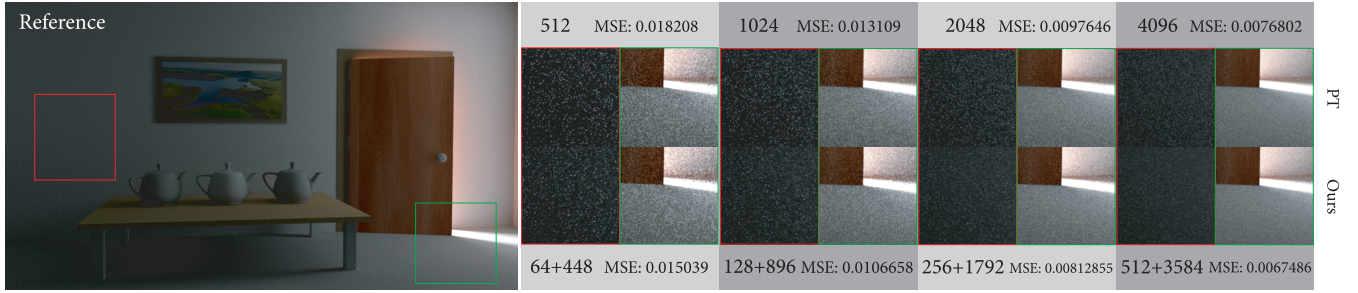 Reference
512 MSE: 0.018208
1024 MSE: 0.013109
2048 MSE: 0.0097646
4096 MSE: 0.0076802
PT
Ours
64+448 MSE: 0.015039
128+896 MSE: 0.0106658
256+1792 MSE: 0.00812855
512+3584 MSE: 0.0067486